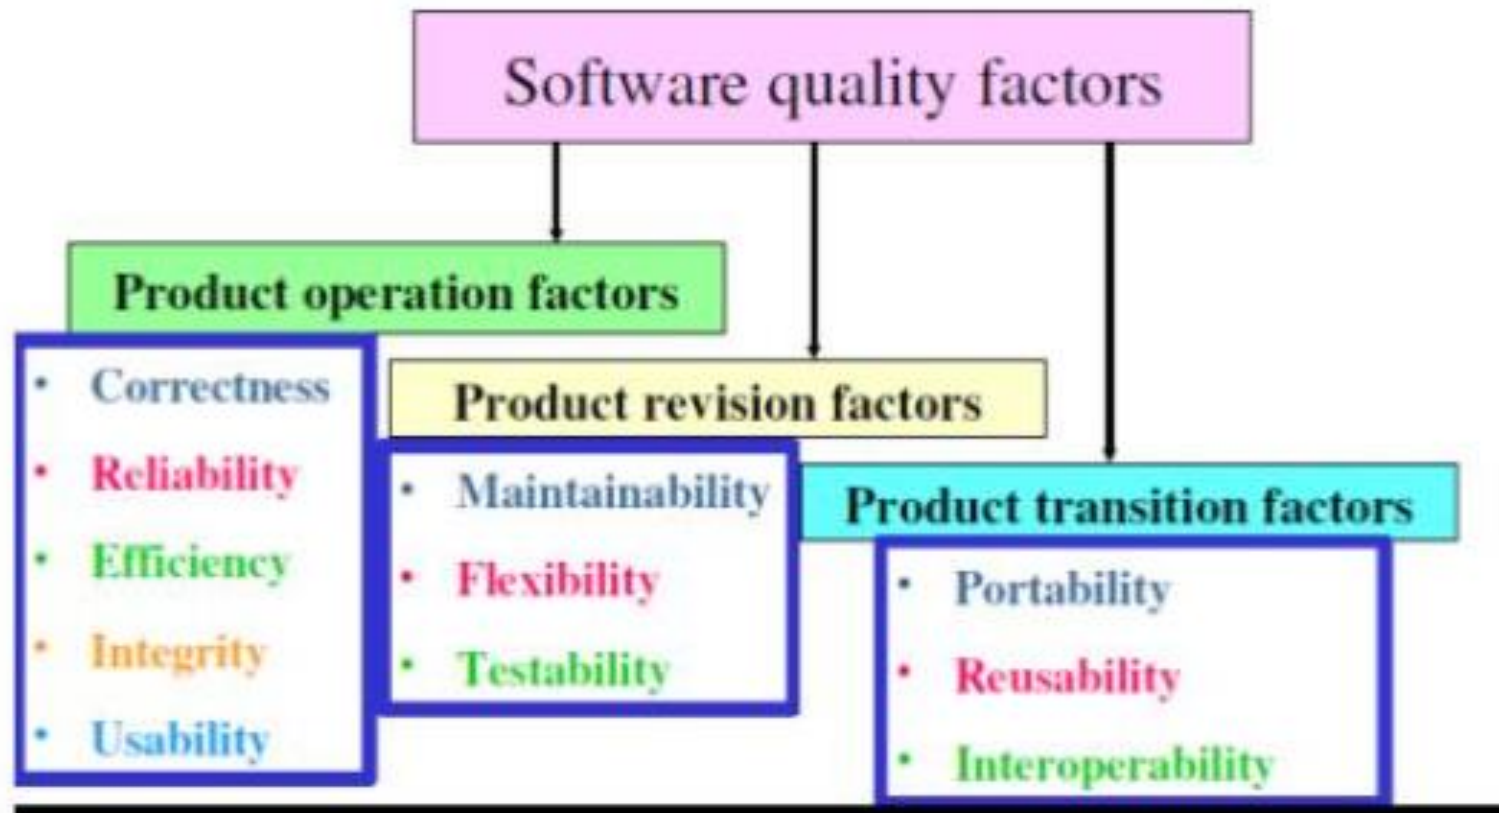 Software quality factors
Product operation factors
• Correctness
• Reliability
• Efficiency
• Integrity
• Usability
Product revision factors
• Maintainability
• Flexibility
• Testability
Product transition factors
• Portability
• Reusability
• Interoperability